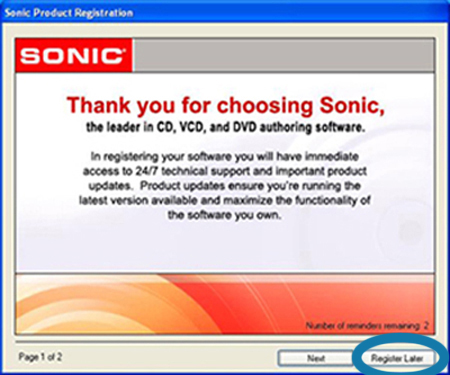 Sonic Product Registration
SONIC®
Thank you for choosing Sonic,
the leader in CD, VCD, and DVD authoring software.
In registering your software you will have immediate
access to 24/7 technical support and important product
updates. Product updates ensure you're running the
latest version available and maximize the functionality of
the software you own.
Number of reminders remaining: 2
Page 1 of 2
Next
Register Later